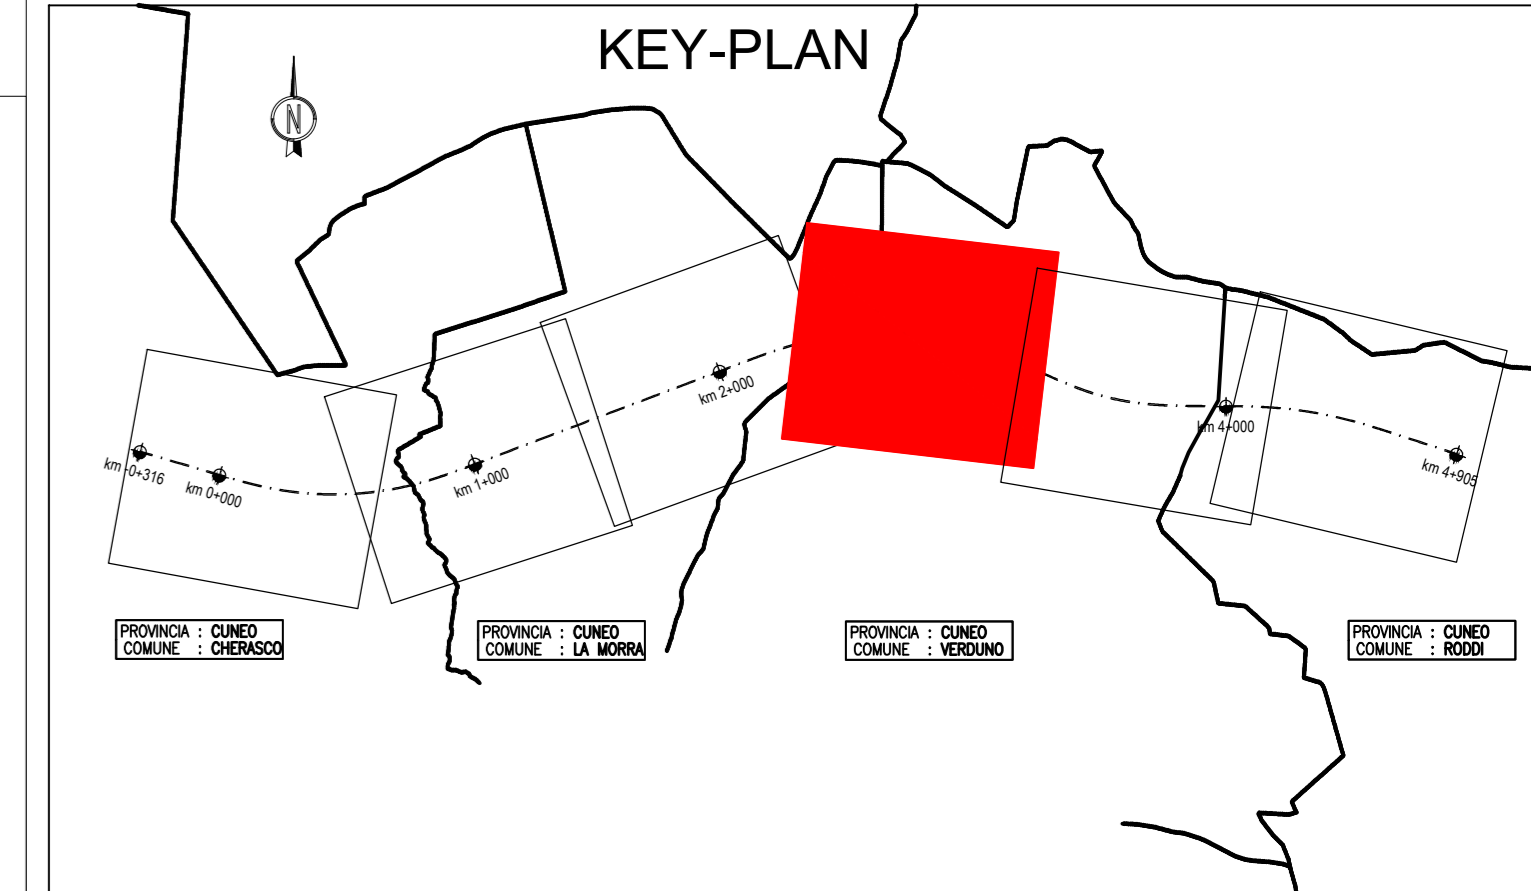 KEY-PLAN
N
km 2+000
km 4+000
km -0+316
km 0+000
km 1+000
km 4+905
PROVINCIA : CUNEO
COMUNE : CHERASCO
PROVINCIA : CUNEO
COMUNE : LA MORRA
PROVINCIA : CUNEO
COMUNE : VERDUNO
PROVINCIA : CUNEO
COMUNE : RODDI